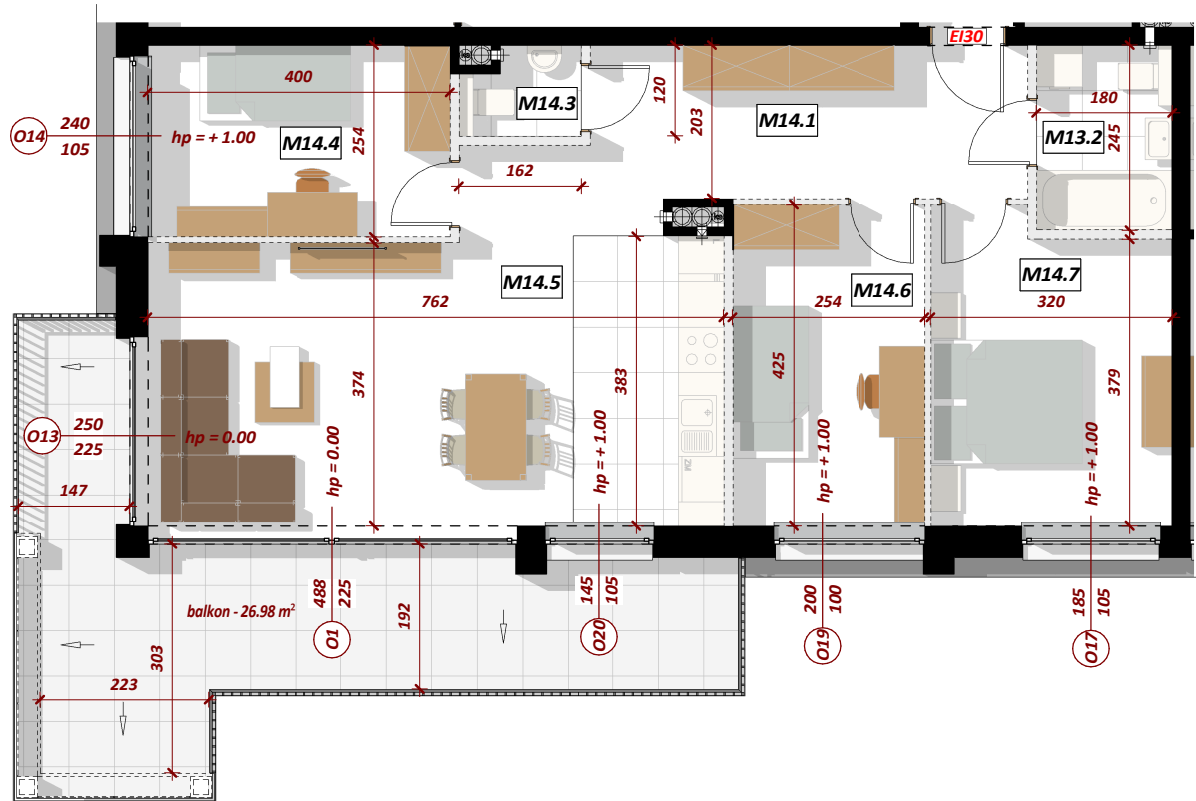 EI30
400
M14.3
120
M14.1
180
O14
240
105
hp = + 1.00
M14.4
254
203
M13.2
245
162
M14.5
M14.6
M14.7
762
254
320
374
383
425
379
O13
250
225
hp = 0.00
hp = 0.00
hp = + 1.00
hp = + 1.00
hp = + 1.00
ZM
147
balkon - 26.98 m²
488
225
O1
192
145
105
O20
200
100
O19
185
105
O17
303
223